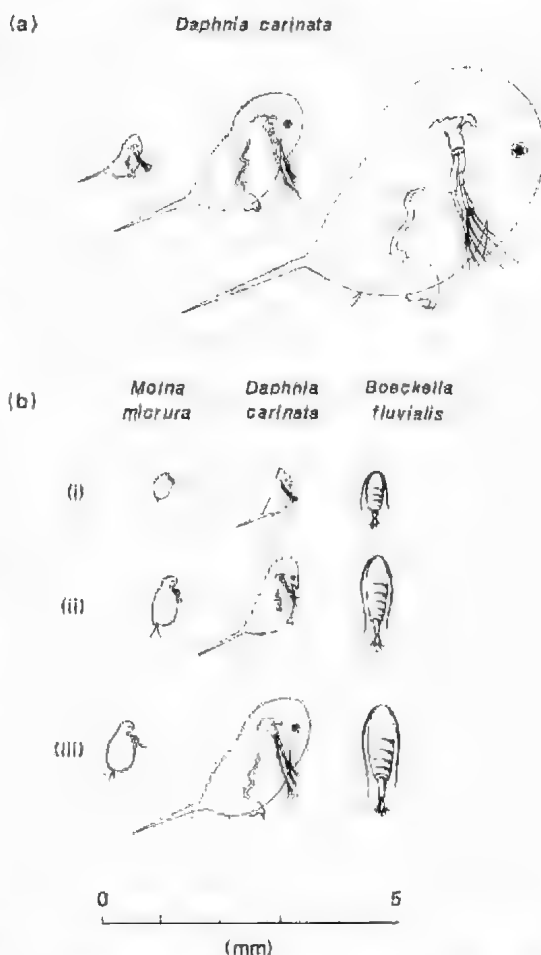 (a) Daphnia carinata
(b) Moina Daphnia Boeckella
micrura carinata fluvialis
(i)
(ii)
(iii)
0 5
(mm)